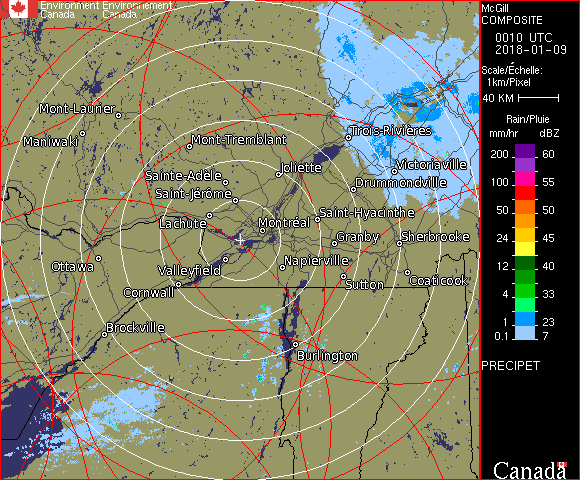 Environment Environnement
Canada Canada
McGill
COMPOSITE
0010 UTC
2018-01-09
Scale/Échelle:
1km/Pixel
40 KM
Rain/Pluie
mm/hr dBZ
200 60
100 55
50 50
24 45
12 40
4 33
1 23
0.1 7
PRECIPET
Canada
Mont-Laurier
Maniwaki
Mont-Tremblant
Trois-Rivières
Joliette
Victoriaville
Sainte-Adèle
Drummondville
Saint-Jérôme
Lachute
Saint-Hyacinthe
Montréal
Granby
Sherbrooke
Ottawa
Valleyfield
Napierville
Cornwall
Sutton
Coaticook
Brockville
Burlington